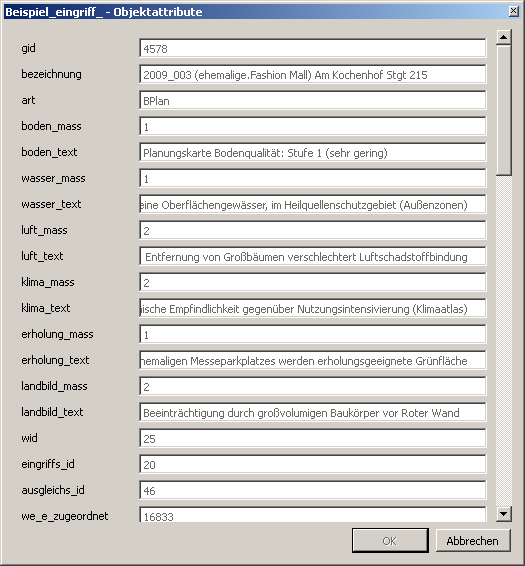 Beispiel_eingriff_ - Objektattribute
gid 4578
bezeichnung 2009_003 (ehemalige.Fashion Mall) Am Kochenhof Stgt 215
art BPlan
boden_mass 1
boden_text Planungskarte Bodenqualität: Stufe 1 (sehr gering)
wasser_mass 1
wasser_text eine Oberflächengewässer, im Heilquellenschutzgebiet (Außenzonen)
luft_mass 2
luft_text Entfernung von Großbäumen verschlechtert Luftschadstoffbindung
klima_mass 2
klima_text ische Empfindlichkeit gegenüber Nutzungsintensivierung (Klimaatlas)
erholung_mass 1
erholung_text hemaligen Messeparkplatzes werden erholungsgeeignete Grünfläche
landbild_mass 2
landbild_text Beeinträchtigung durch großvolumigen Baukörper vor Roter Wand
wid 25
eingriffs_id 20
ausgleichs_id 46
we_e_zugeordnet 16833
OK Abbrechen